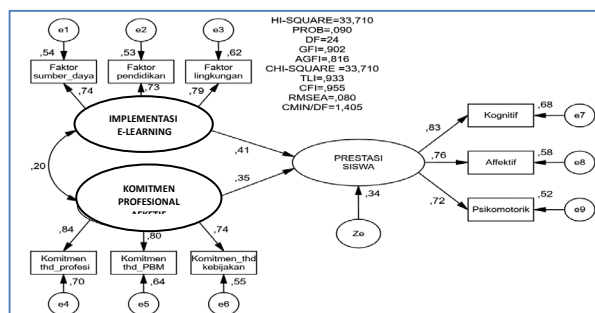 HI-SQUARE=33,710
PROB=,090
DF=24
GFI=,902
AGFI=,816
CHI-SQUARE =33,710
TLI=,933
CFI=,955
RMSEA=,080
CMIN/DF=1,405
e1
e2
e3
,54
,53
,62
Faktor
sumber_daya
Faktor
pendidikan
Faktor
lingkungan
,74
,73
,79
IMPLEMENTASI
E-LEARNING
,41
,20
,35
KOMITMEN
PROFESIONAL
AFKETIF
PRESTASI
SISWA
,34
Ze
,83
,76
,72
Kognitif
,68
e7
Affektif
,58
e8
Psikomotorik
,52
e9
,84
,80
,74
Komitmen
thd_profesi
Komitmen
thd_PBM
Komitmen_thd
kebijakan
,70
,64
,55
e4
e5
e6